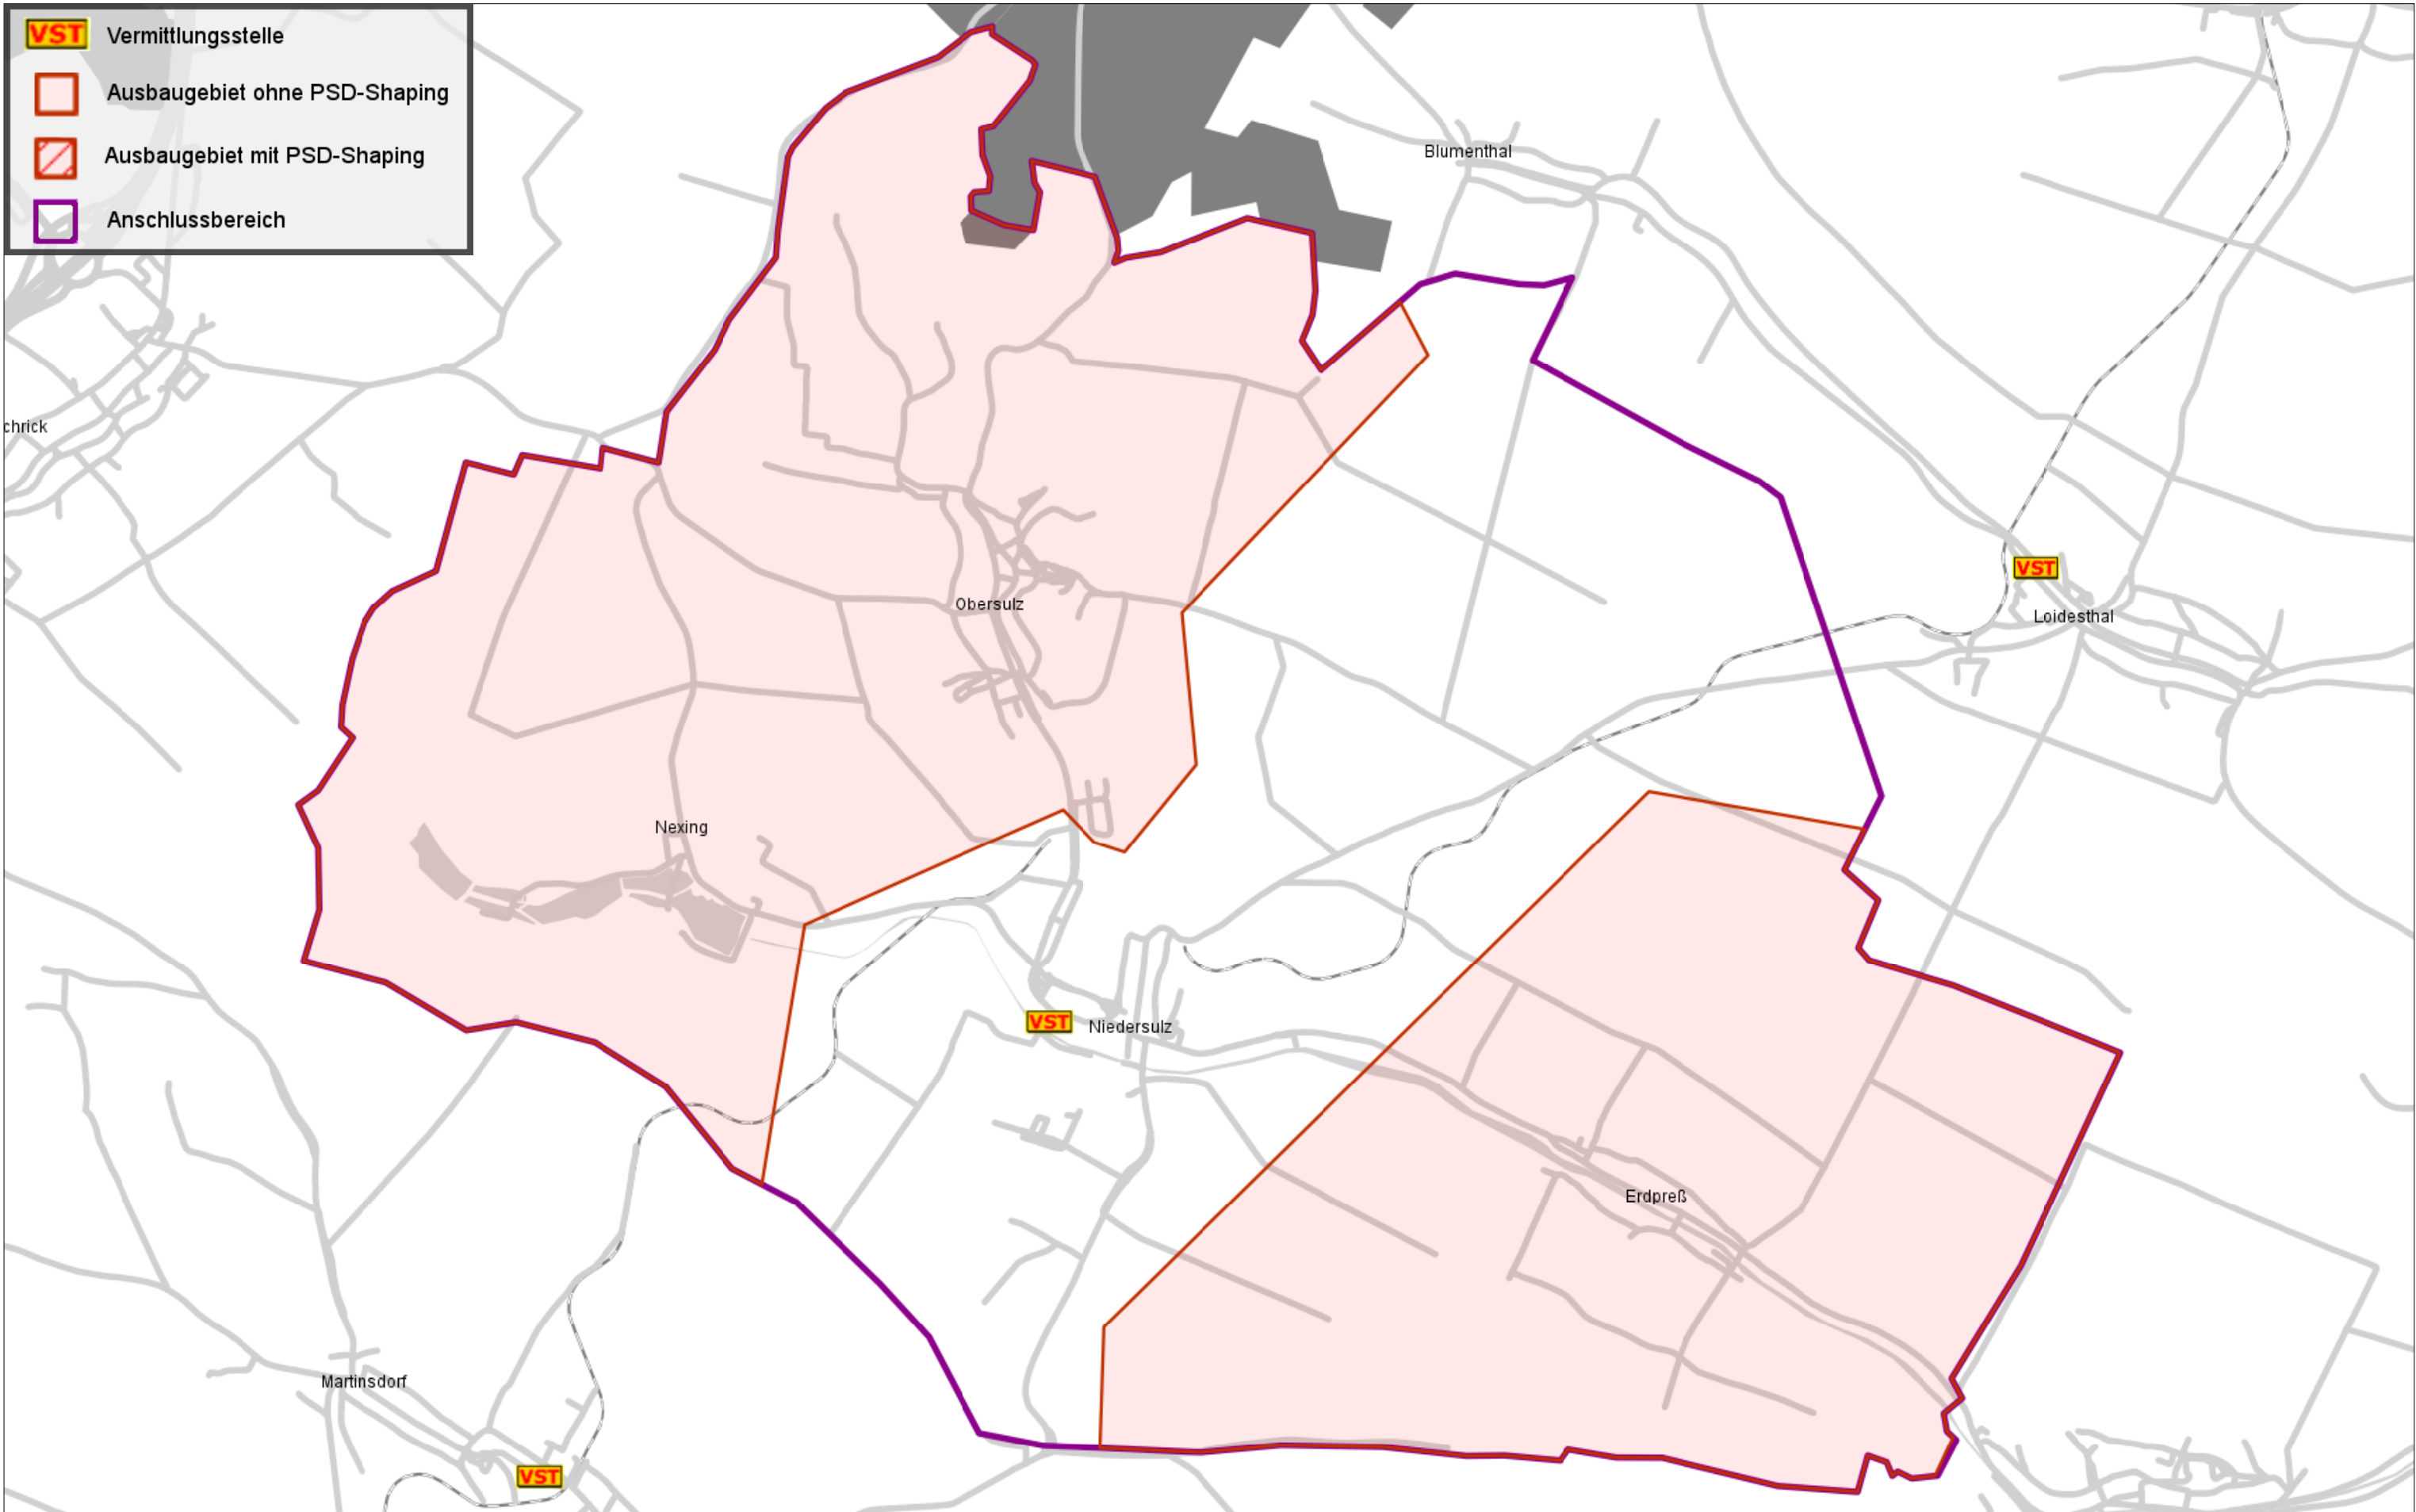 VST Vermittlungsstelle
Ausbaugebiet ohne PSD-Shaping
Ausbaugebiet mit PSD-Shaping
Anschlussbereich
Blumenthal
chrick
VST
Loidesthal
Obersulz
Nexing
VST
Niedersulz
Erdpreß
Martinsdorf
VST